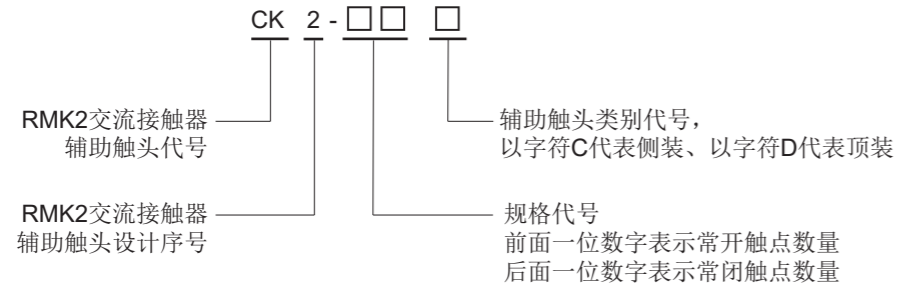 CK 2 - □□ □
RMK2交流接触器
辅助触头代号
辅助触头类别代号，
以字符C代表侧装、以字符D代表顶装
RMK2交流接触器
辅助触头设计序号
规格代号
前面一位数字表示常开触点数量
后面一位数字表示常闭触点数量